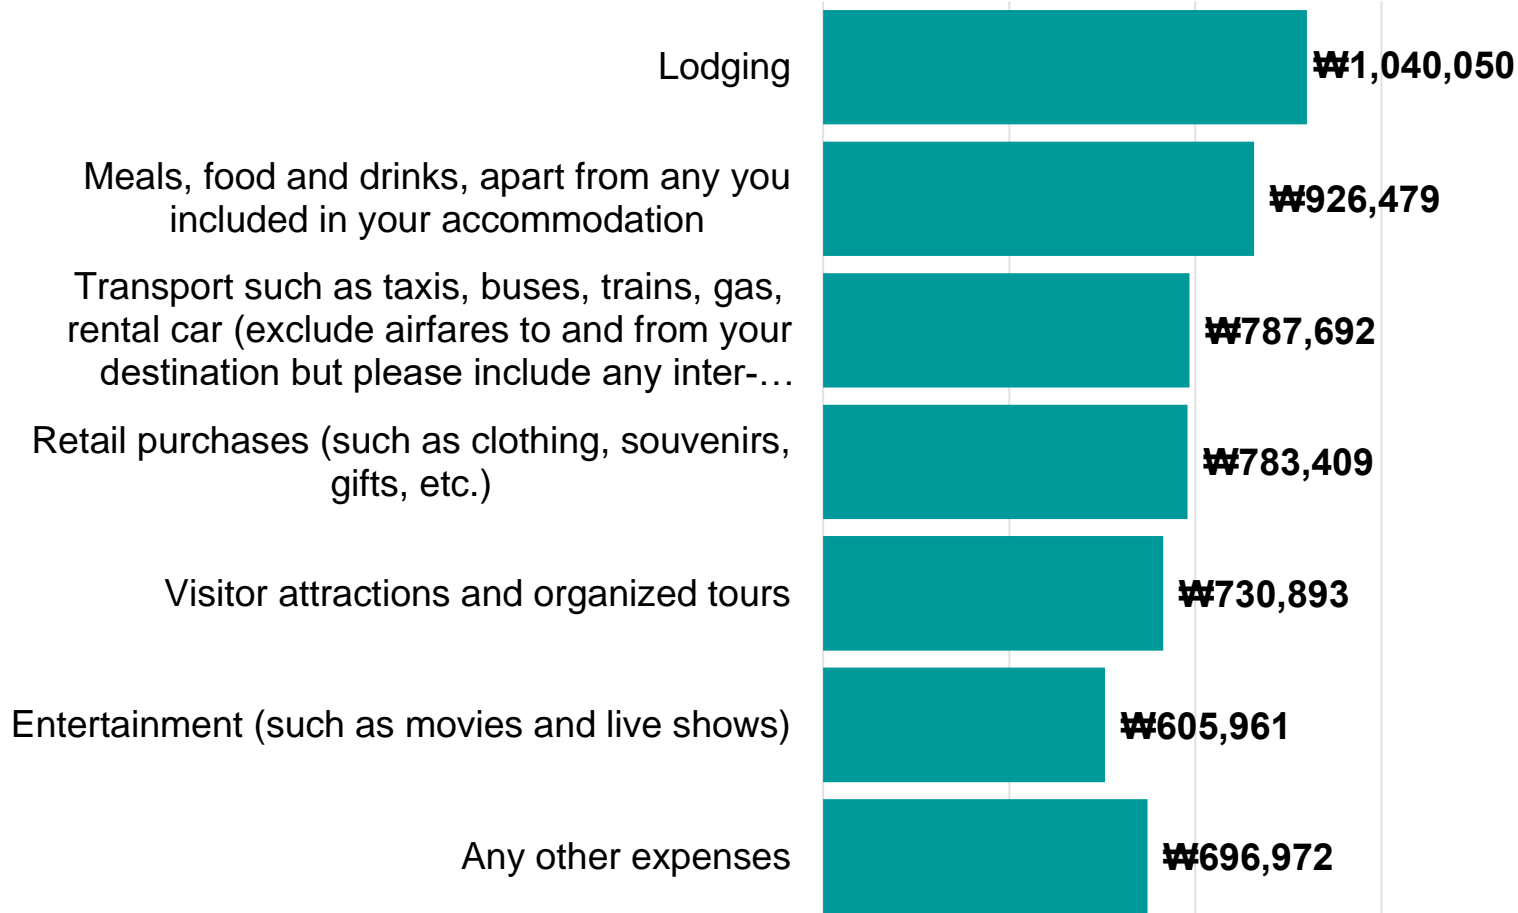 Lodging
₩1,040,050
Meals, food and drinks, apart from any you
included in your accommodation
₩926,479
Transport such as taxis, buses, trains, gas,
rental car (exclude airfares to and from your
destination but please include any inter-…
₩787,692
Retail purchases (such as clothing, souvenirs,
gifts, etc.)
₩783,409
Visitor attractions and organized tours
₩730,893
Entertainment (such as movies and live shows)
₩605,961
Any other expenses
₩696,972